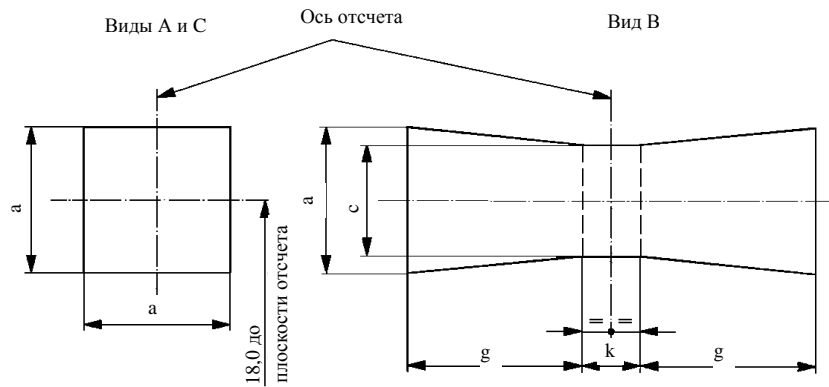 Виды А и С
Ось отсчета
Вид В
a
a
18,0 до
плоскости отсчета
a
c
= =
g
k
g